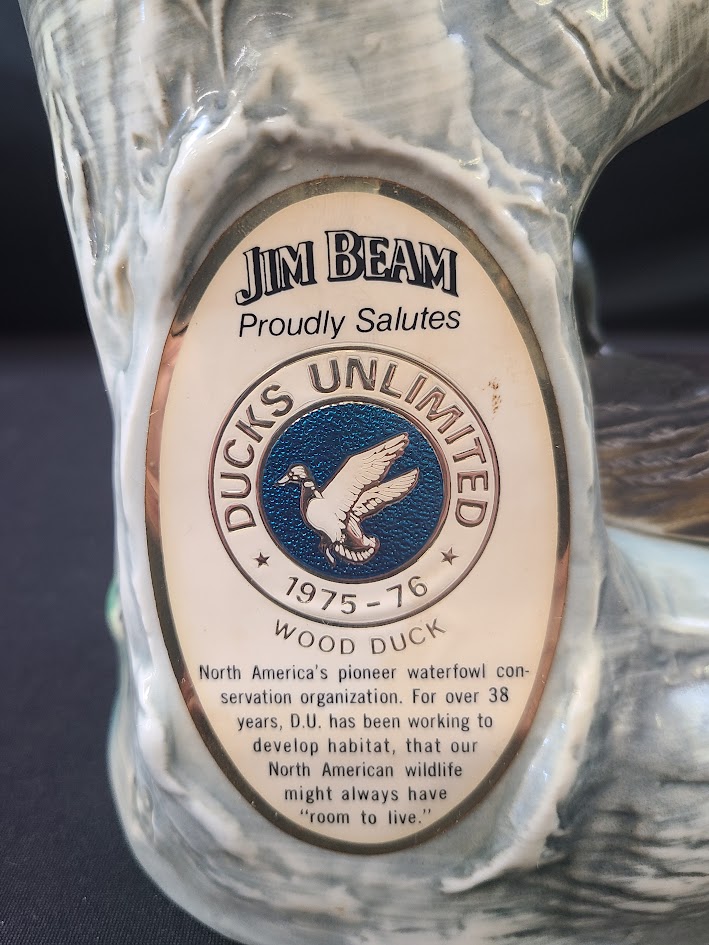 JIM BEAM
Proudly Salutes
DUCKS UNLIMITED
★ 1975-76 ★
WOOD DUCK
North America's pioneer waterfowl con-
servation organization. For over 38
years, D.U. has been working to
develop habitat, that our
North American wildlife
might always have
"room to live."